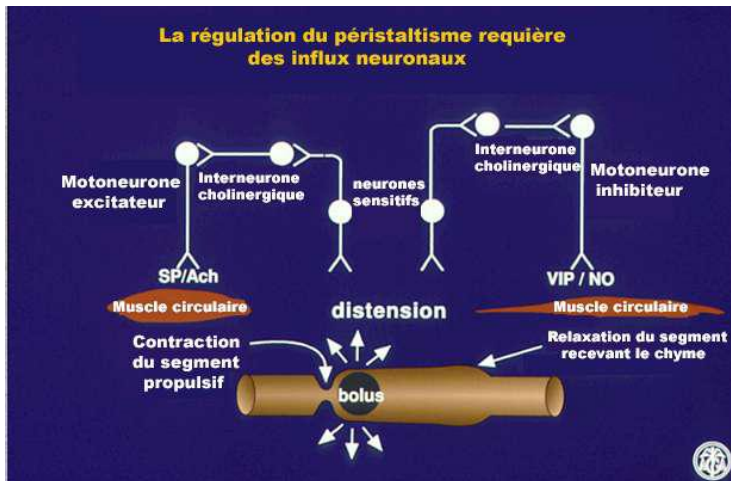 La régulation du péristaltisme requière
des influx neuronaux
Motoneurone
excitateur
Interneurone
cholinergique
neurones
sensitifs
Interneurone
cholinergique
Motoneurone
inhibiteur
SP/Ach
VIP / NO
Muscle circulaire
distension
Muscle circulaire
Contraction
du segment
propulsif
Relaxation du segment
recevant le chyme
bolus